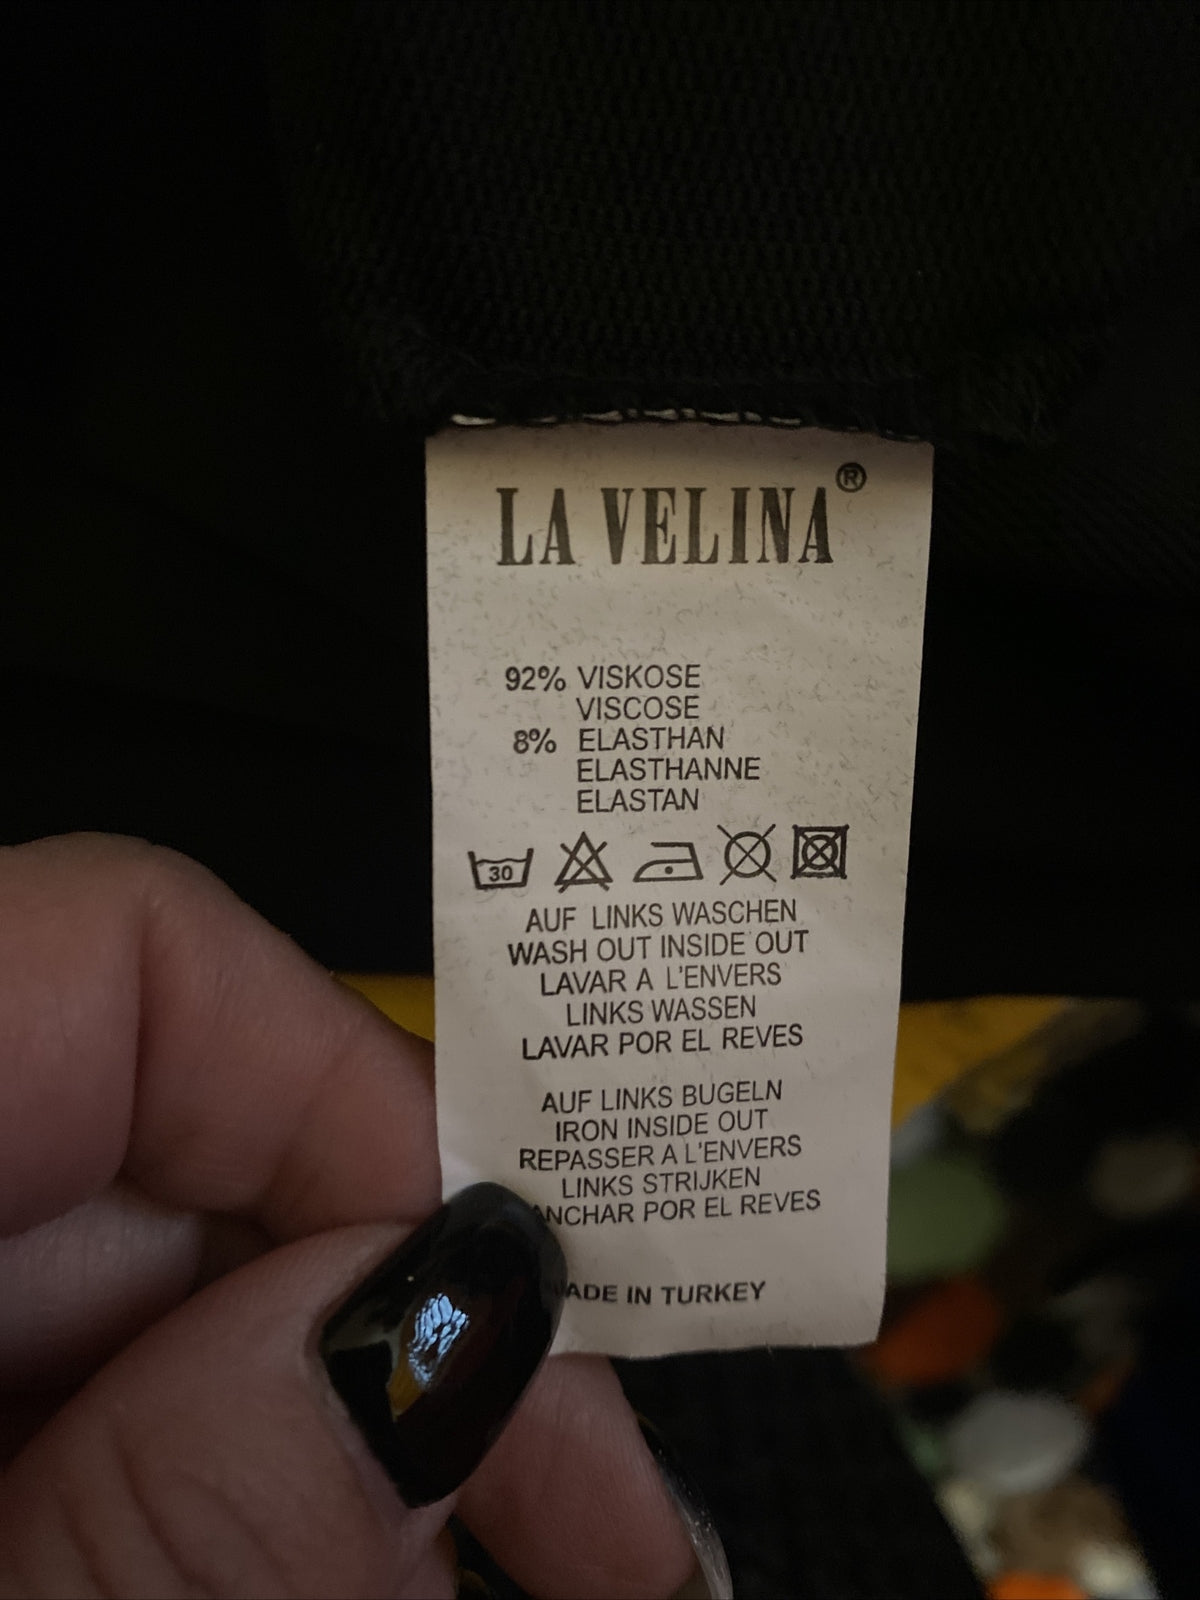 LA VELINA®
92% VISKOSE
VISCOSE
8% ELASTHAN
ELASTHANNE
ELASTAN
30
AUF LINKS WASCHEN
WASH OUT INSIDE OUT
LAVAR A L'ENVERS
LINKS WASSEN
LAVAR POR EL REVES
AUF LINKS BUGELN
IRON INSIDE OUT
REPASSER A L'ENVERS
LINKS STRIJKEN
POR EL REVES
IN TURKEY